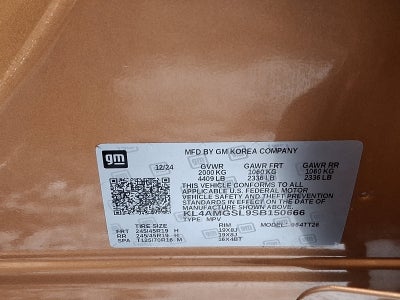 gm
MFD BY GM KOREA COMPANY
12/24 GVWR GAWR FRT GAWR RR
2000 KG 1060 KG 1060 KG
4409 LB 2336 LB 2336 LB
THIS VEHICLE CONFORMS TO ALL
APPLICABLE U.S. FEDERAL MOTOR
VEHICLE SAFETY AND THEFT PREVENTION
STANDARDS IN EFFECT ON THE DATE OF
MANUFACTURE SHOWN ABOVE.
KL4AMGSL9SB150666
TYPE: MPV
TIRE SIZE RIM MODEL:
FRT 245/45R19 H 19X8J
RR 245/45R19 H 19X8J
SPA T125/70R16 M 16X4BT